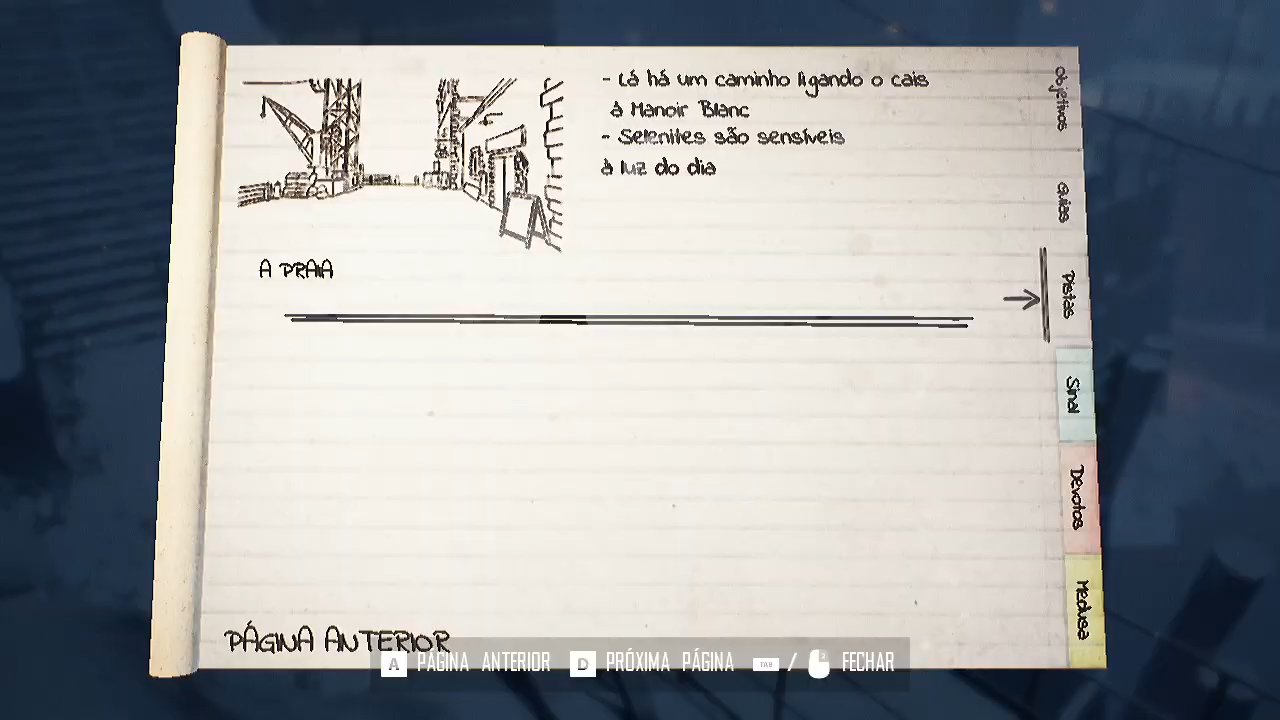 - Lá há um caminho ligando o cais
à Manoir Blanc
- Selenites são sensíveis
à luz do dia
A PRAIA
Objetivos
Guias
Pistas
Sinal
Devotos
Medusa
PÁGINA ANTERIOR
A PÁGINA ANTERIOR D PRÓXIMA PÁGINA TAB / 2 FECHAR